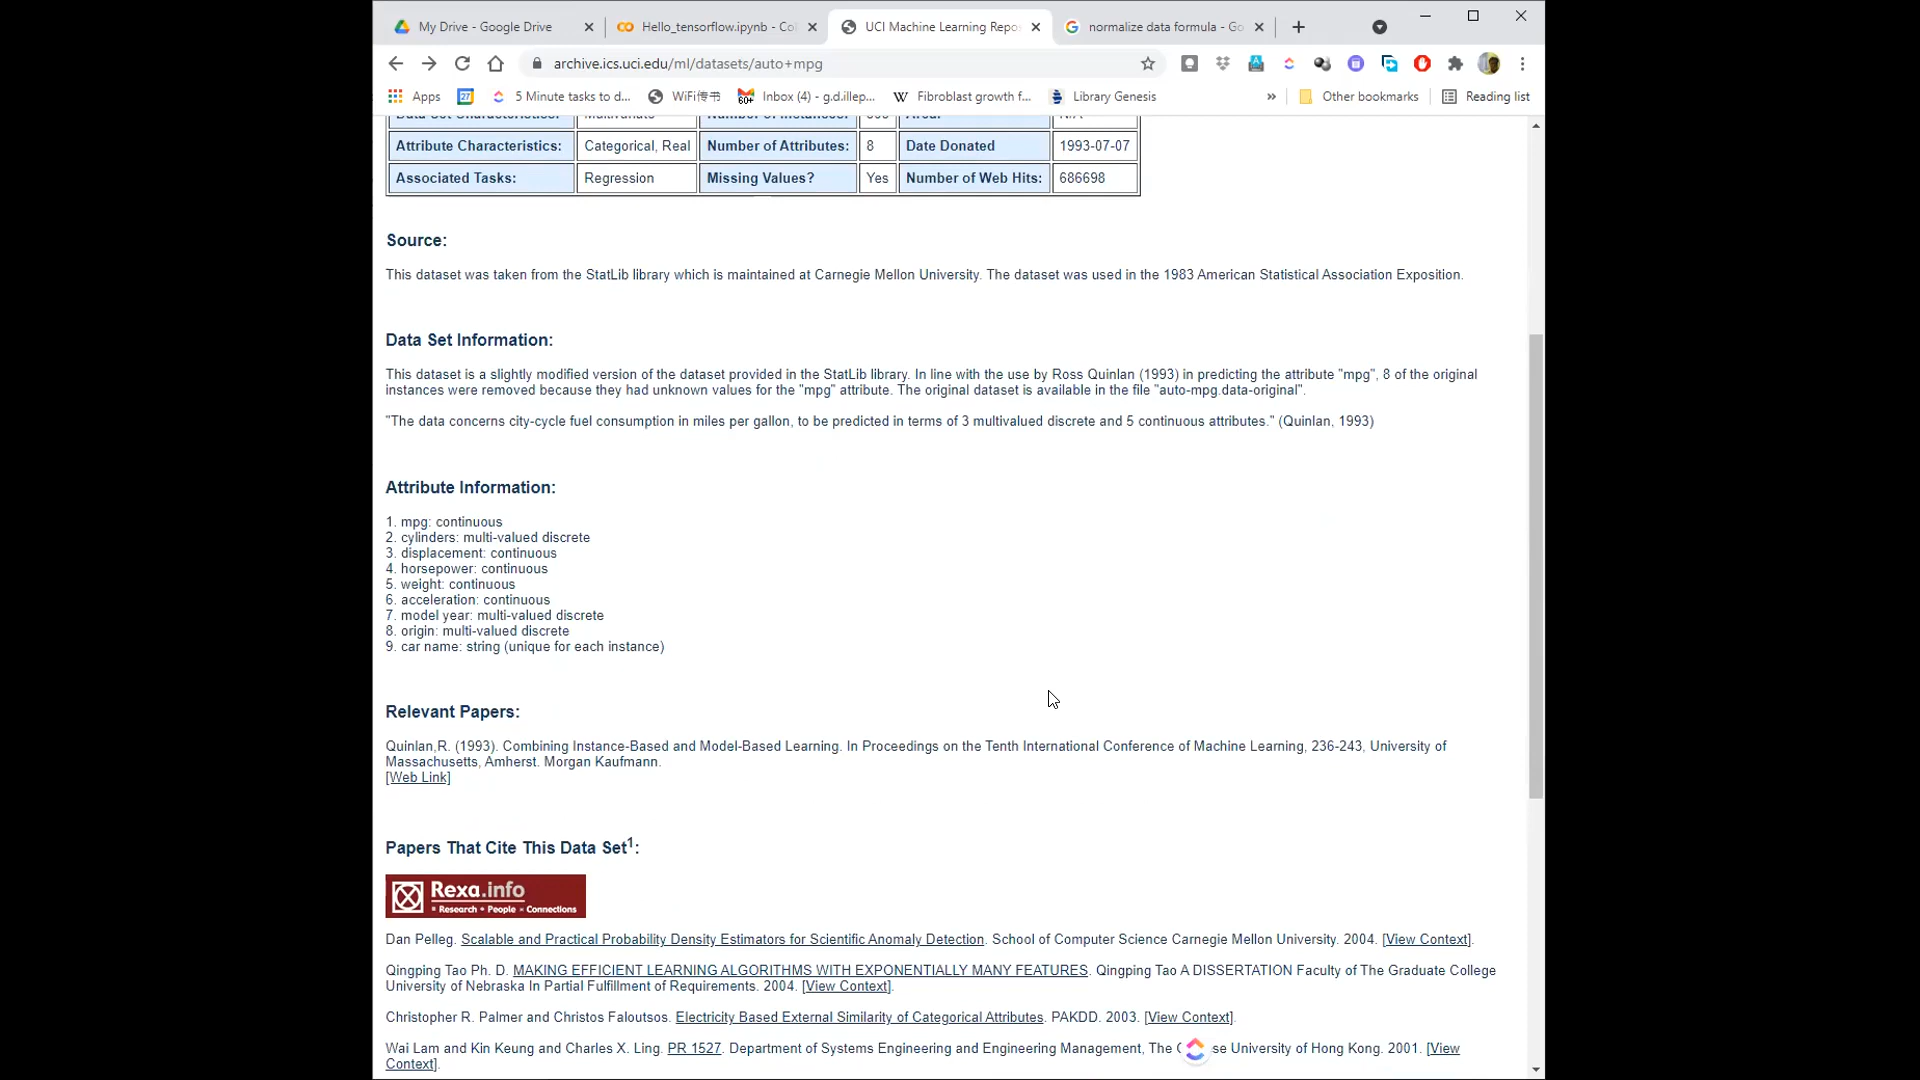 My Drive - Google Drive
Hello_tensorflow.ipynb - Co
UCI Machine Learning Repo
normalize data formula - Go
archive.ics.uci.edu/ml/datasets/auto+mpg
Apps
27
5 Minute tasks to d...
WiFi传书
60+
Inbox (4) - g.d.illep...
W
Fibroblast growth f...
Library Genesis
»
Other bookmarks
Reading list
Data Set Characteristics: Multivariate Number of Instances: 398 Area: N/A
Attribute Characteristics: Categorical, Real Number of Attributes: 8 Date Donated 1993-07-07
Associated Tasks: Regression Missing Values? Yes Number of Web Hits: 686698
Source:
This dataset was taken from the StatLib library which is maintained at Carnegie Mellon University. The dataset was used in the 1983 American Statistical Association Exposition.
Data Set Information:
This dataset is a slightly modified version of the dataset provided in the StatLib library. In line with the use by Ross Quinlan (1993) in predicting the attribute "mpg", 8 of the original
instances were removed because they had unknown values for the "mpg" attribute. The original dataset is available in the file "auto-mpg.data-original".
"The data concerns city-cycle fuel consumption in miles per gallon, to be predicted in terms of 3 multivalued discrete and 5 continuous attributes." (Quinlan, 1993)
Attribute Information:
1. mpg: continuous
2. cylinders: multi-valued discrete
3. displacement: continuous
4. horsepower: continuous
5. weight: continuous
6. acceleration: continuous
7. model year: multi-valued discrete
8. origin: multi-valued discrete
9. car name: string (unique for each instance)
Relevant Papers:
Quinlan,R. (1993). Combining Instance-Based and Model-Based Learning. In Proceedings on the Tenth International Conference of Machine Learning, 236-243, University of
Massachusetts, Amherst. Morgan Kaufmann.
[Web Link]
Papers That Cite This Data Set1:
Rexa.info
Research • People • Connections
Dan Pelleg. Scalable and Practical Probability Density Estimators for Scientific Anomaly Detection. School of Computer Science Carnegie Mellon University. 2004. [View Context].
Qingping Tao Ph. D. MAKING EFFICIENT LEARNING ALGORITHMS WITH EXPONENTIALLY MANY FEATURES. Qingping Tao A DISSERTATION Faculty of The Graduate College
University of Nebraska In Partial Fulfillment of Requirements. 2004. [View Context].
Christopher R. Palmer and Christos Faloutsos. Electricity Based External Similarity of Categorical Attributes. PAKDD. 2003. [View Context].
Wai Lam and Kin Keung and Charles X. Ling. PR 1527. Department of Systems Engineering and Engineering Management, The C se University of Hong Kong. 2001. [View
Context].